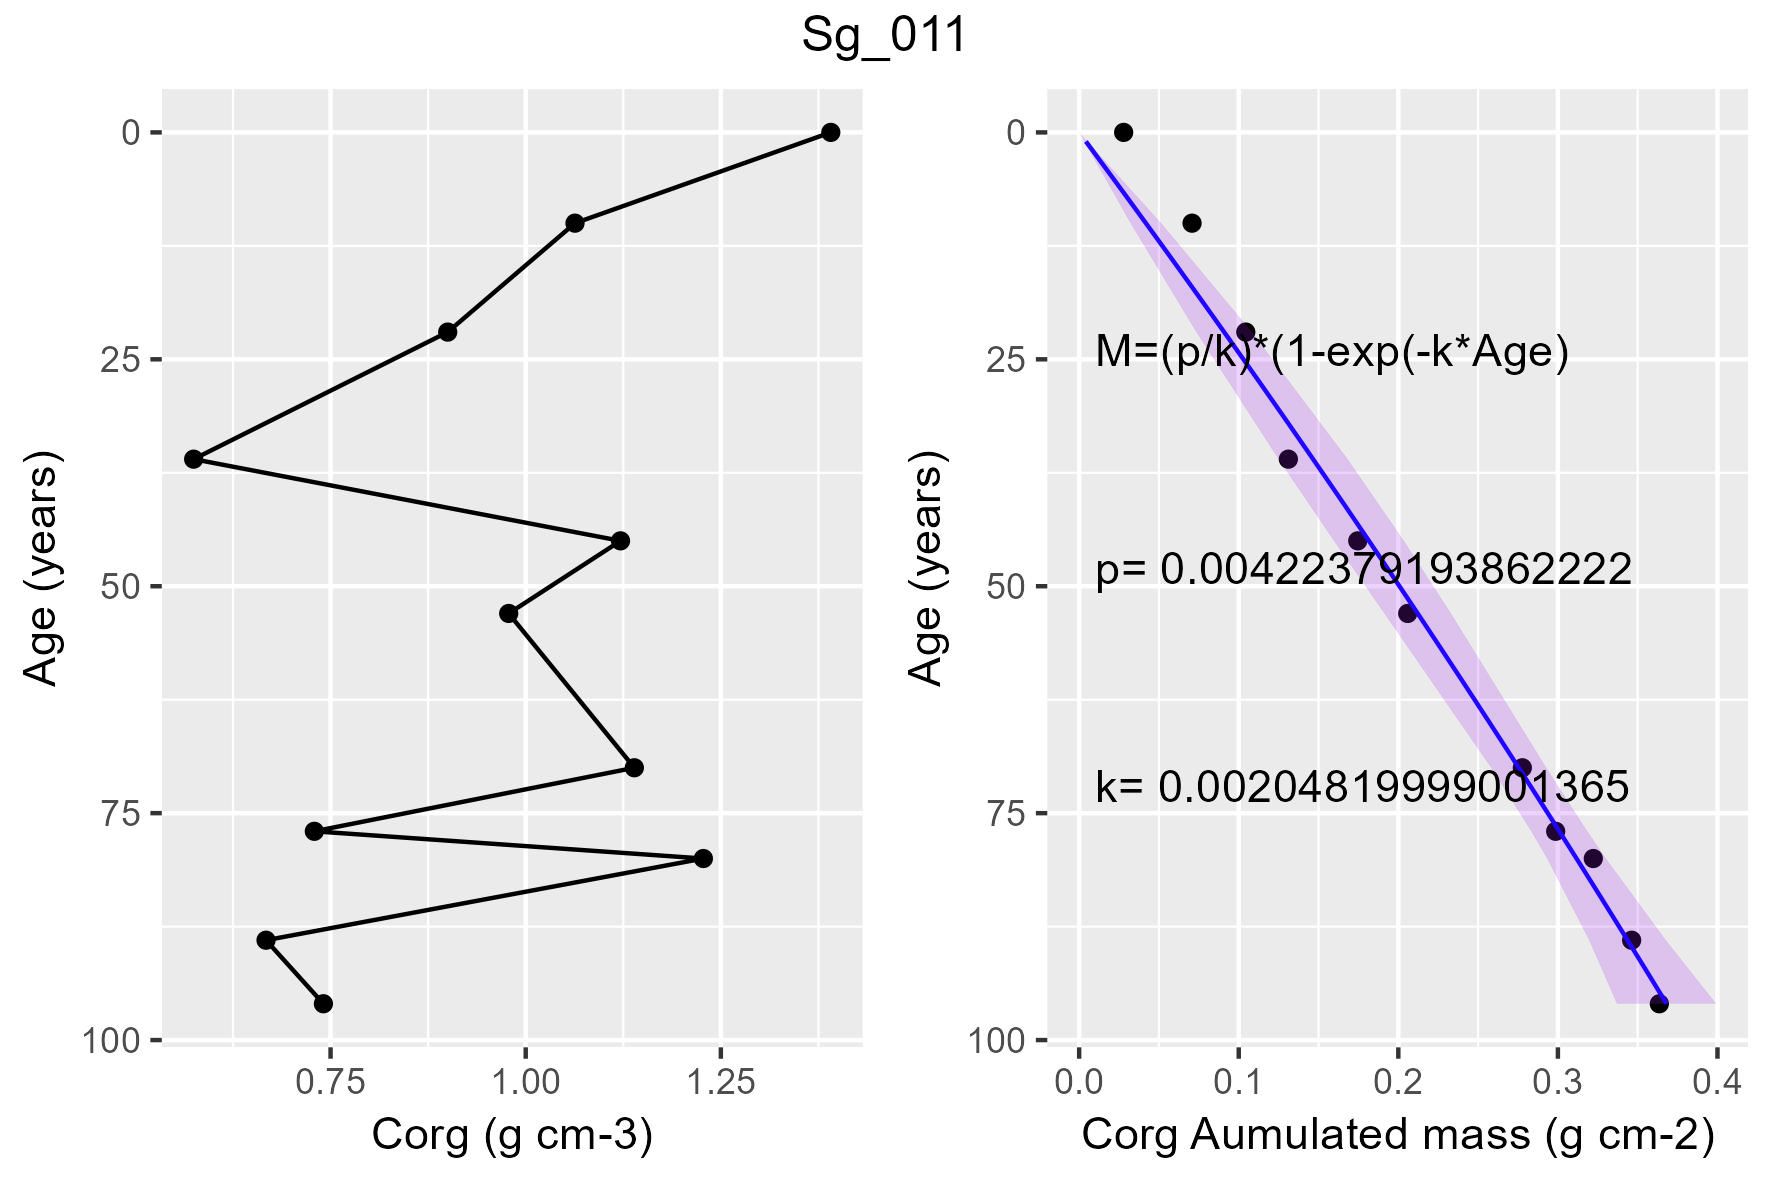 Sg_011
0
25
50
75
100
Age (years)
0.75 1.00 1.25
Corg (g cm-3)
0
25
50
75
100
Age (years)
M=(p/k)*(1-exp(-k*Age)
p= 0.00422379193862222
k= 0.00204819999001365
0.0 0.1 0.2 0.3 0.4
Corg Aumulated mass (g cm-2)